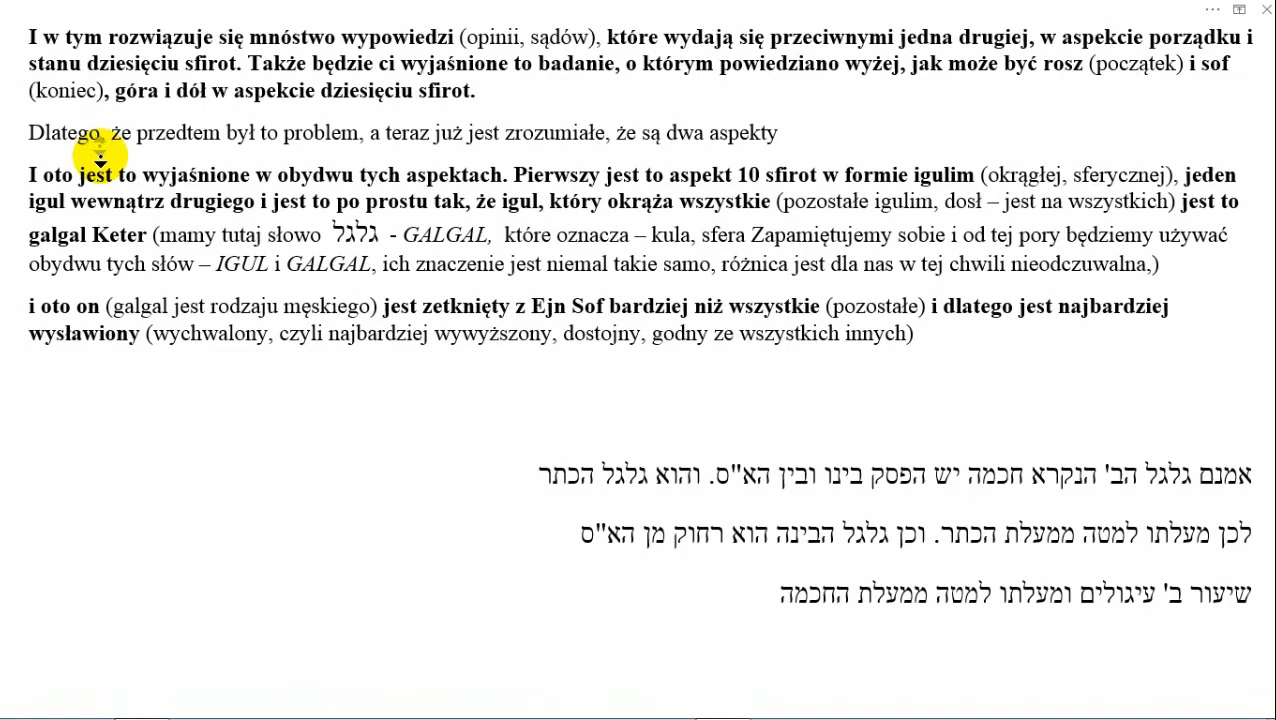 I w tym rozwiązuje się mnóstwo wypowiedzi (opinii, sądów), które wydają się przeciwnymi jedna drugiej, w aspekcie porządku i
stanu dziesięciu sfirot. Także będzie ci wyjaśnione to badanie, o którym powiedziano wyżej, jak może być rosz (początek) i sof
(koniec), góra i dół w aspekcie dziesięciu sfirot.
Dlatego, że przedtem był to problem, a teraz już jest zrozumiałe, że są dwa aspekty
I oto jest to wyjaśnione w obydwu tych aspektach. Pierwszy jest to aspekt 10 sfirot w formie igulim (okrągłej, sferycznej), jeden
igul wewnątrz drugiego i jest to po prostu tak, że igul, który okrąża wszystkie (pozostałe igulim, dosł – jest na wszystkich) jest to
galgal Keter (mamy tutaj słowo גלגל - GALGAL, które oznacza – kula, sfera Zapamiętujemy sobie i od tej pory będziemy używać
obydwu tych słów – IGUL i GALGAL, ich znaczenie jest niemal takie samo, różnica jest dla nas w tej chwili nieodczuwalna,)
i oto on (galgal jest rodzaju męskiego) jest zetknięty z Ejn Sof bardziej niż wszystkie (pozostałe) i dlatego jest najbardziej
wysławiony (wychwalony, czyli najbardziej wywyższony, dostojny, godny ze wszystkich innych)
אמנם גלגל הב' הנקרא חכמה יש הפסק בינו ובין הא"ס. והוא גלגל הכתר
לכן מעלתו למטה ממעלת הכתר. וכן גלגל הבינה הוא רחוק מן הא"ס
שיעור ב' עיגולים ומעלתו למטה ממעלת החכמה